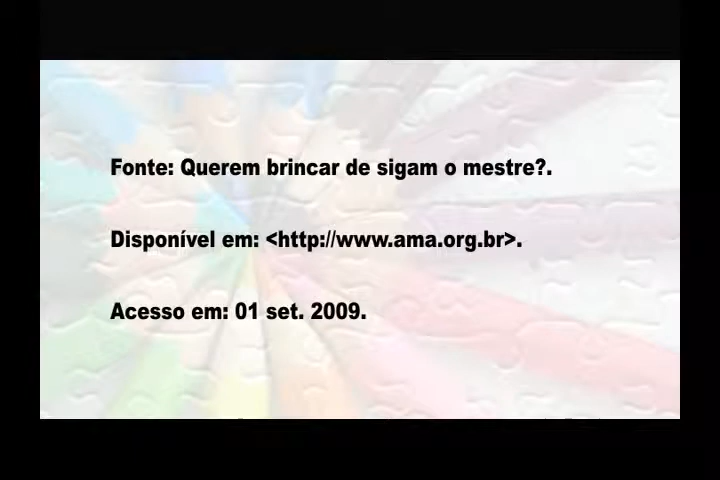 Fonte: Querem brincar de sigam o mestre?.
Disponível em: <http://www.ama.org.br>.
Acesso em: 01 set. 2009.